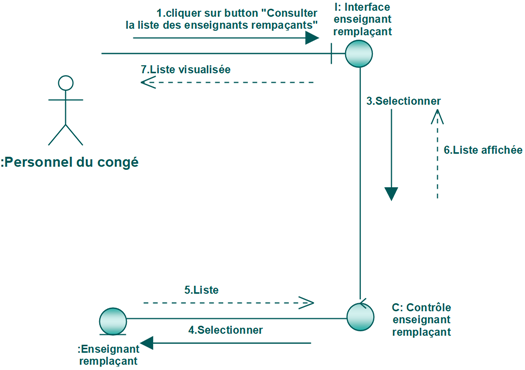 1.cliquer sur button "Consulter
la liste des enseignants rempaçants"
I: Interface
enseignant
remplaçant
7.Liste visualisée
3.Selectionner
6.Liste affichée
:Personnel du congé
5.Liste
4.Selectionner
C: Contrôle
enseignant
remplaçant
:Enseignant
remplaçant